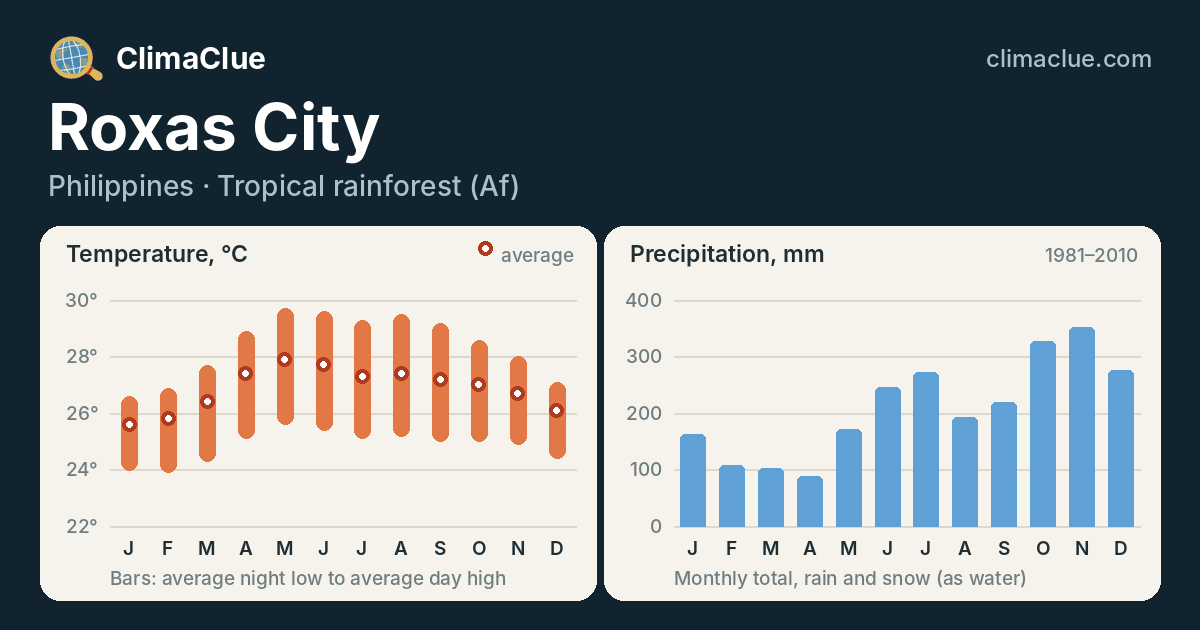 ClimaClue
climaclue.com
Roxas City
Philippines · Tropical rainforest (Af)
Temperature, °C
average
30°
28°
26°
24°
22°
J F M A M J J A S O N D
Bars: average night low to average day high
Precipitation, mm
1981–2010
400
300
200
100
0
J F M A M J J A S O N D
Monthly total, rain and snow (as water)